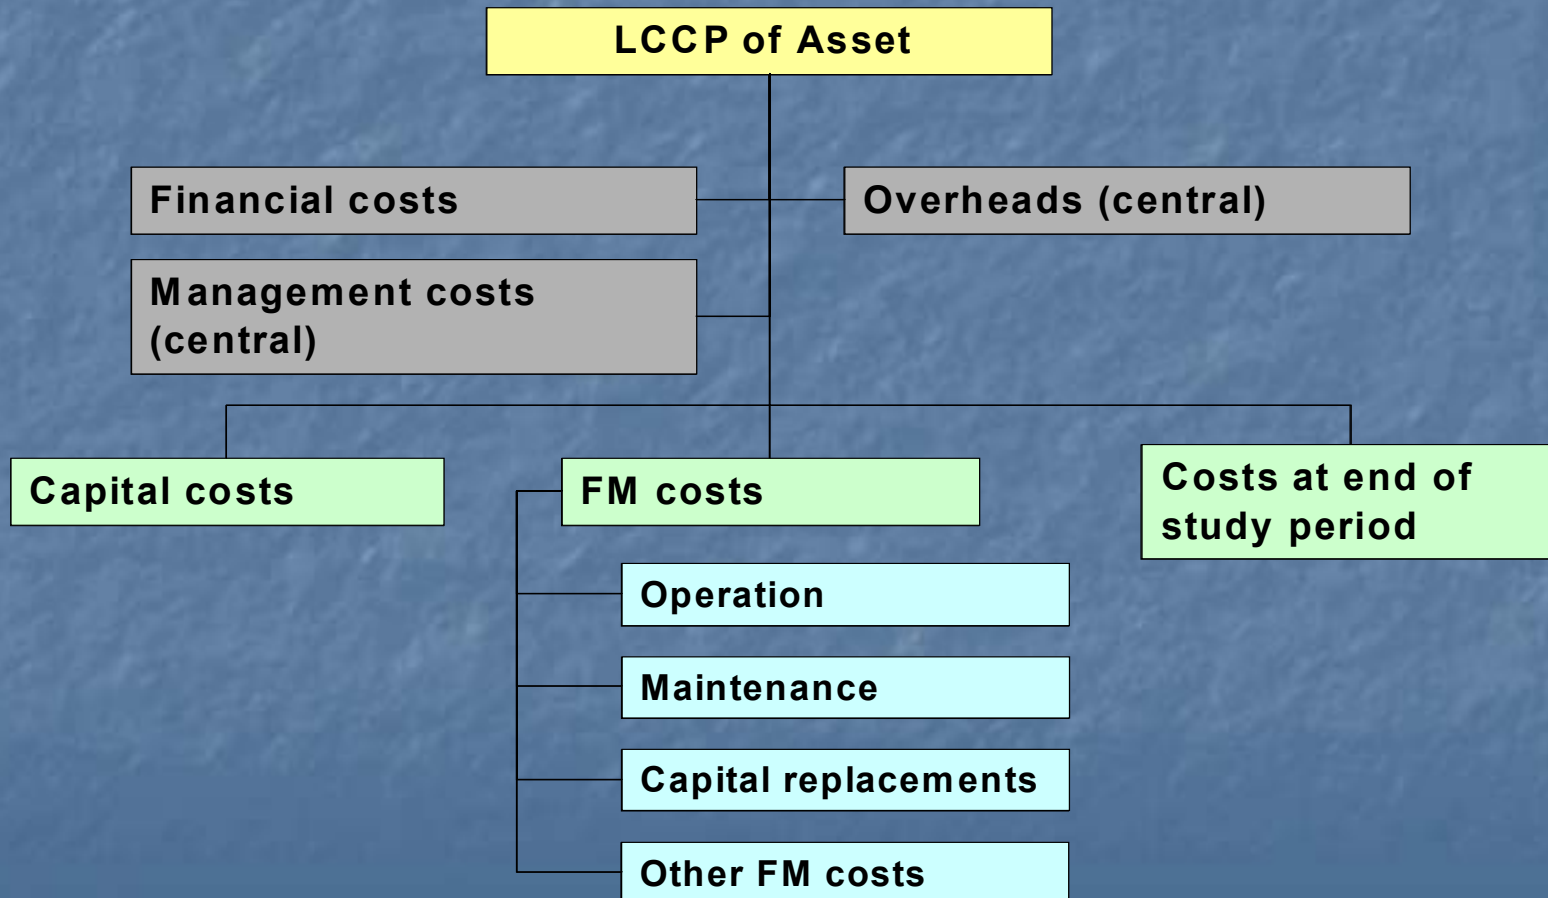 LCCP of Asset
Financial costs
Overheads (central)
Management costs
(central)
Capital costs
FM costs
Costs at end of
study period
Operation
Maintenance
Capital replacements
Other FM costs